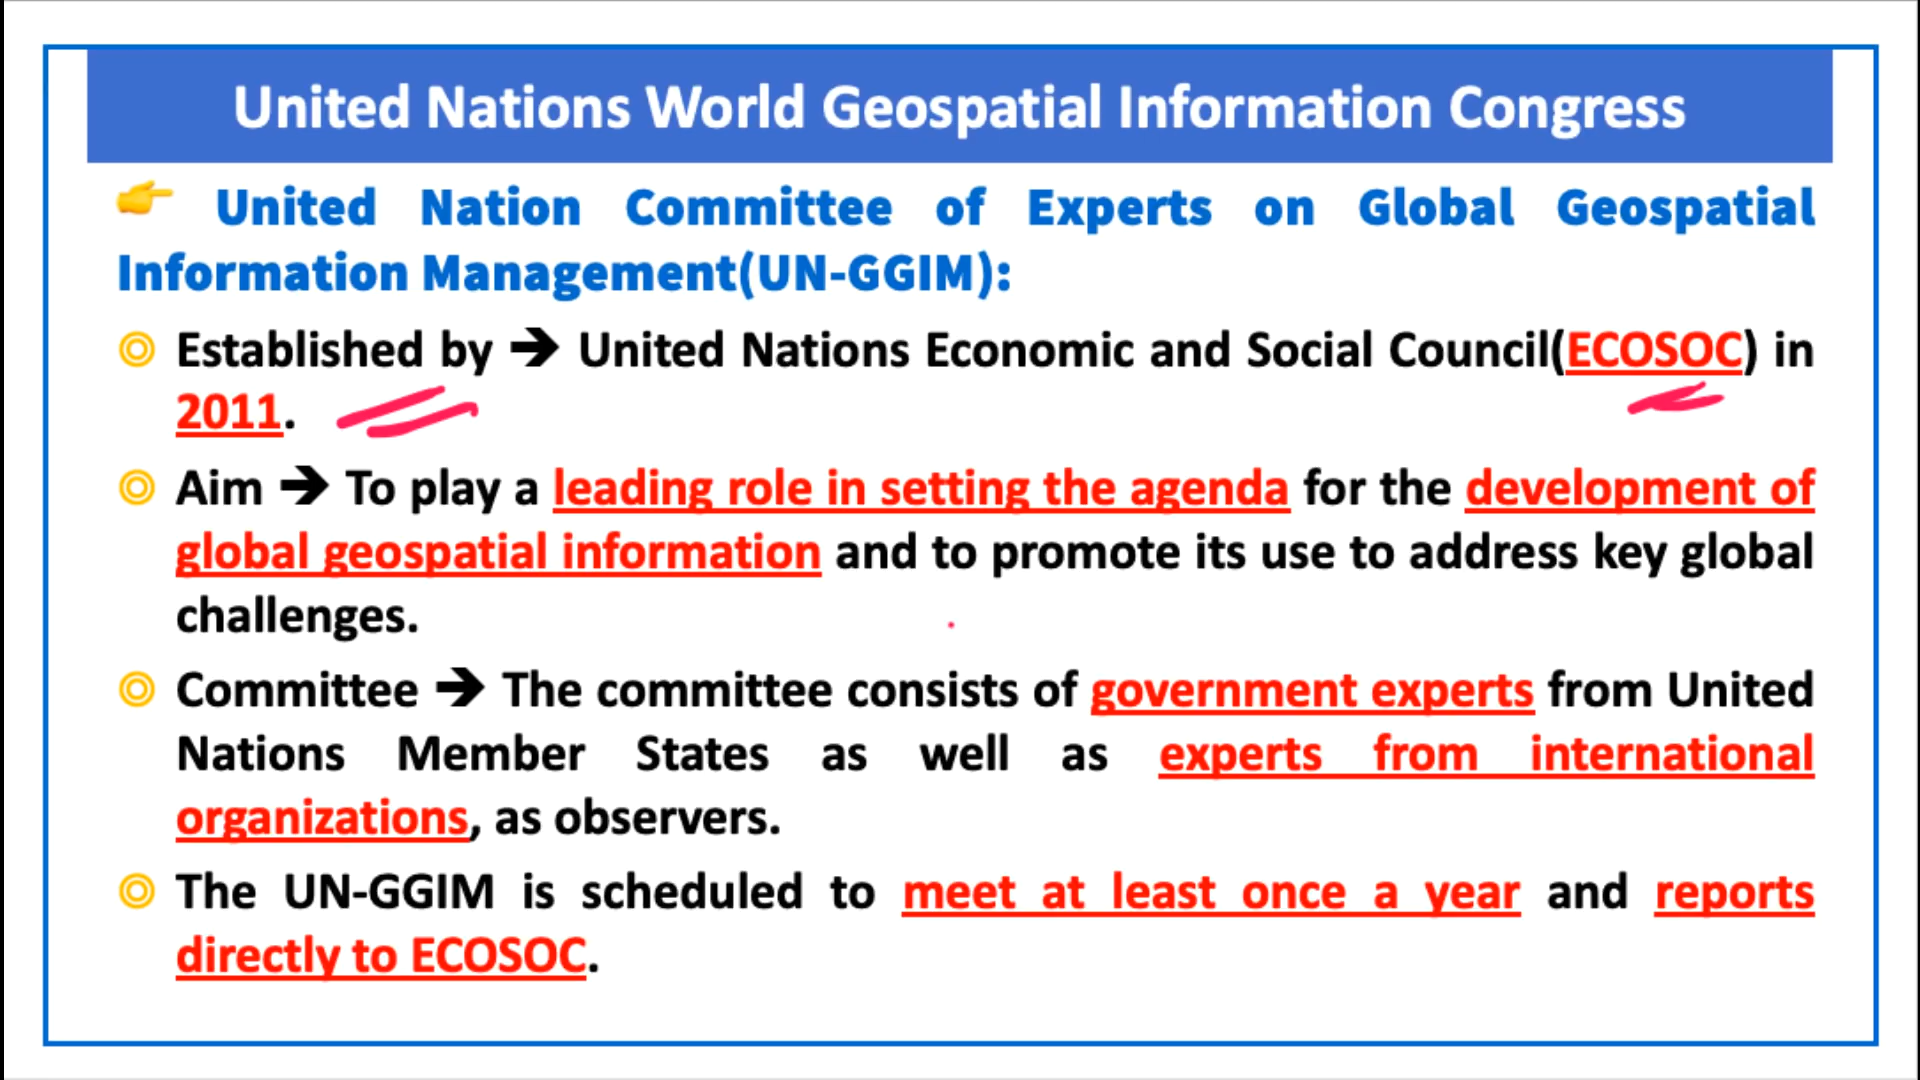 United Nations World Geospatial Information Congress
United Nation Committee of Experts on Global Geospatial
Information Management(UN-GGIM):
Established by ➔ United Nations Economic and Social Council(ECOSOC) in
2011.
Aim ➔ To play a leading role in setting the agenda for the development of
global geospatial information and to promote its use to address key global
challenges.
Committee ➔ The committee consists of government experts from United
Nations Member States as well as experts from international
organizations, as observers.
The UN-GGIM is scheduled to meet at least once a year and reports
directly to ECOSOC.